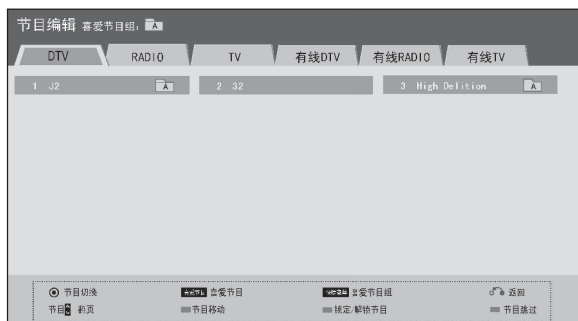 节目编辑 喜爱节目组: A
DTV RADIO TV 有线DTV 有线RADIO 有线TV
1 J2 A 2 32 3 High Delition A
节目切换 喜爱节目 喜爱节目组 返回
节目 翻页 节目移动 锁定/解锁节目 节目跳过